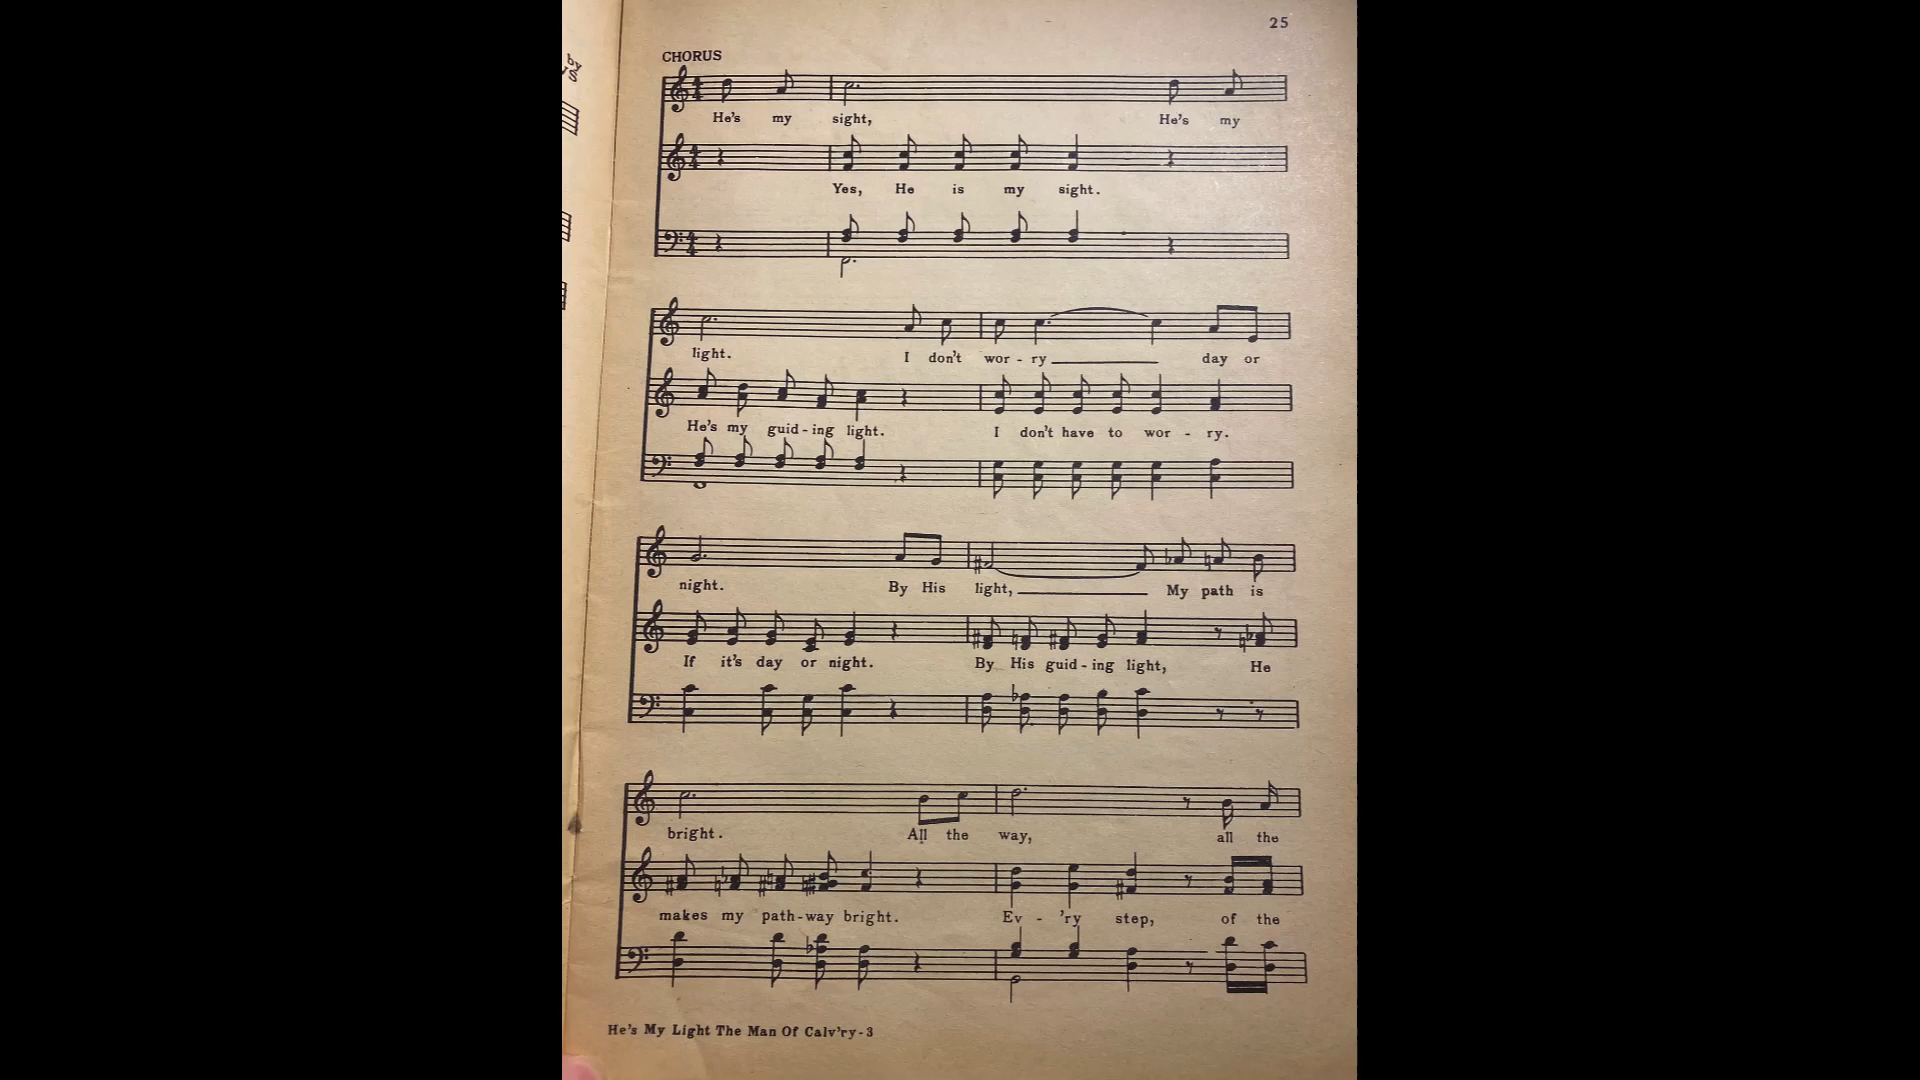 25
CHORUS
He's my sight, He's my
Yes, He is my sight.
light. I don't wor - ry day or
He's my guid - ing light. I don't have to wor - ry.
night. By His light, My path is
If it's day or night. By His guid - ing light, He
bright. All the way, all the
makes my path - way bright. Ev - 'ry step, of the
He's My Light The Man Of Calv'ry - 3